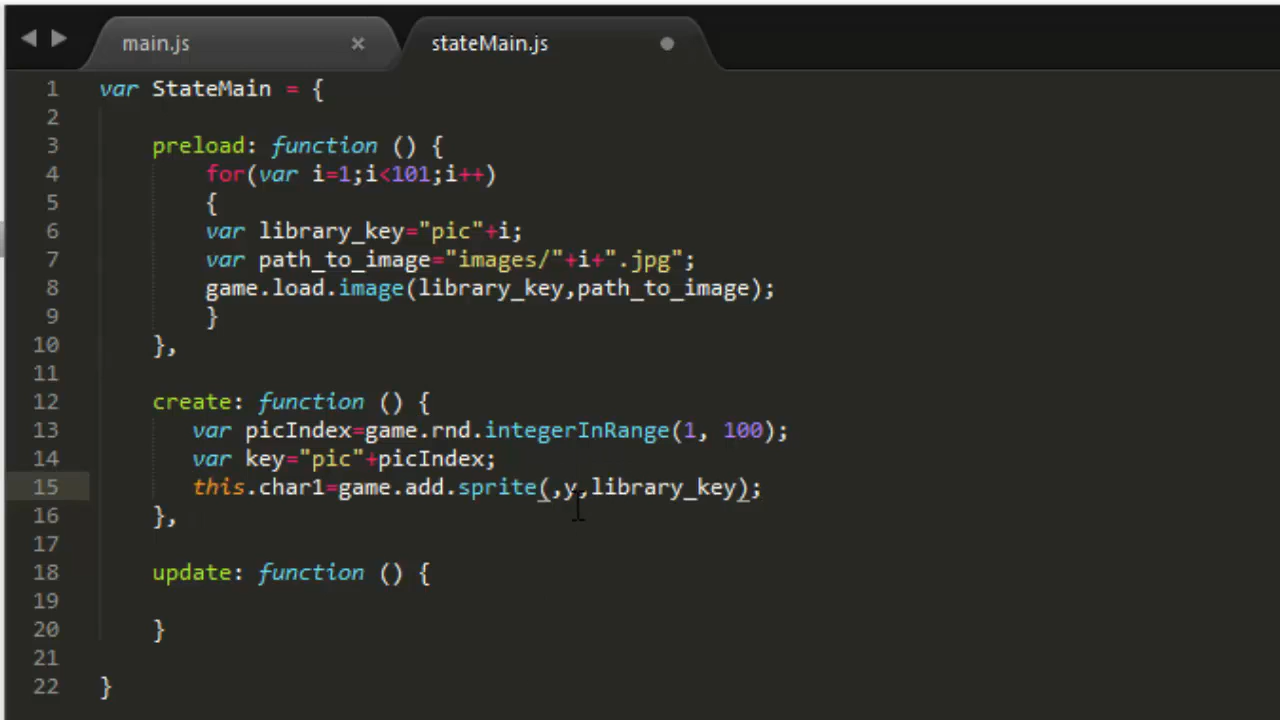 main.js × stateMain.js
1 var StateMain = {
2
3 preload: function () {
4 for(var i=1;i<101;i++)
5 {
6 var library_key="pic"+i;
7 var path_to_image="images/"+i+".jpg";
8 game.load.image(library_key,path_to_image);
9 }
10 },
11
12 create: function () {
13 var picIndex=game.rnd.integerInRange(1, 100);
14 var key="pic"+picIndex;
15 this.char1=game.add.sprite(,y,library_key);
16 },
17
18 update: function () {
19
20 }
21
22 }